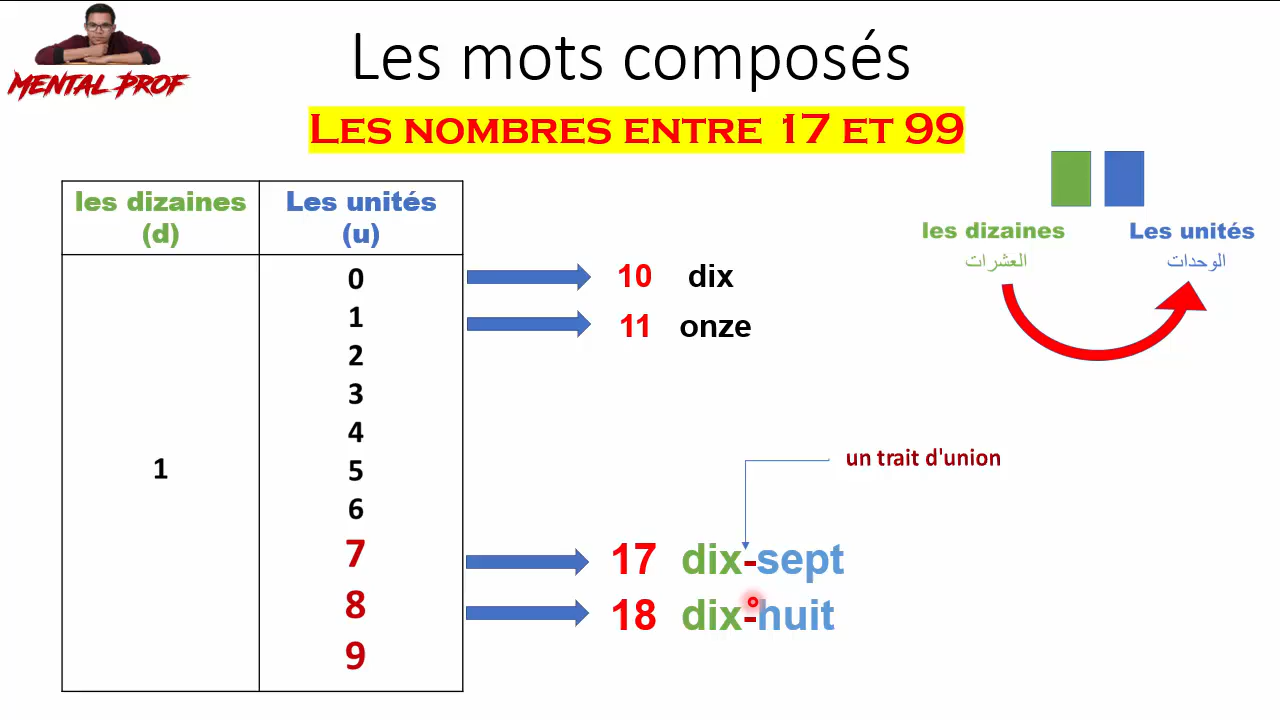 MENTAL PROF
Les mots composés
LES NOMBRES ENTRE 17 ET 99
les dizaines
(d)
Les unités
(u)
1
0
1
2
3
4
5
6
7
8
9
10 dix
11 onze
un trait d'union
17 dix-sept
18 dix-huit
les dizaines
العشرات
Les unités
الوحدات